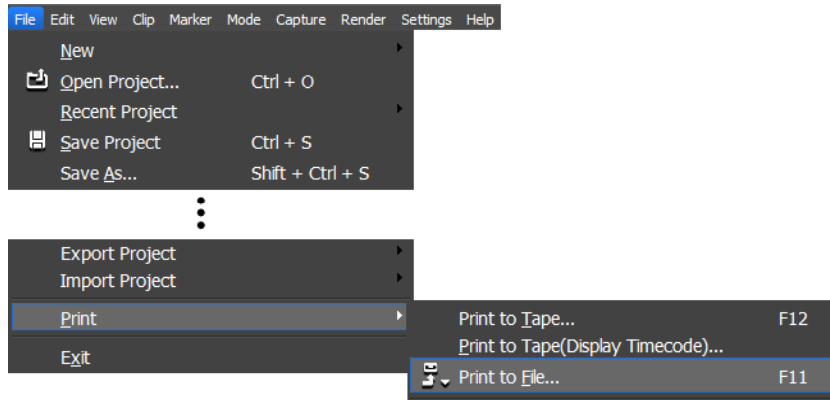 File Edit View Clip Marker Mode Capture Render Settings Help
New
Open Project... Ctrl + O
Recent Project
Save Project Ctrl + S
Save As... Shift + Ctrl + S
Export Project
Import Project
Print
Exit
Print to Tape... F12
Print to Tape(Display Timecode)...
Print to File... F11